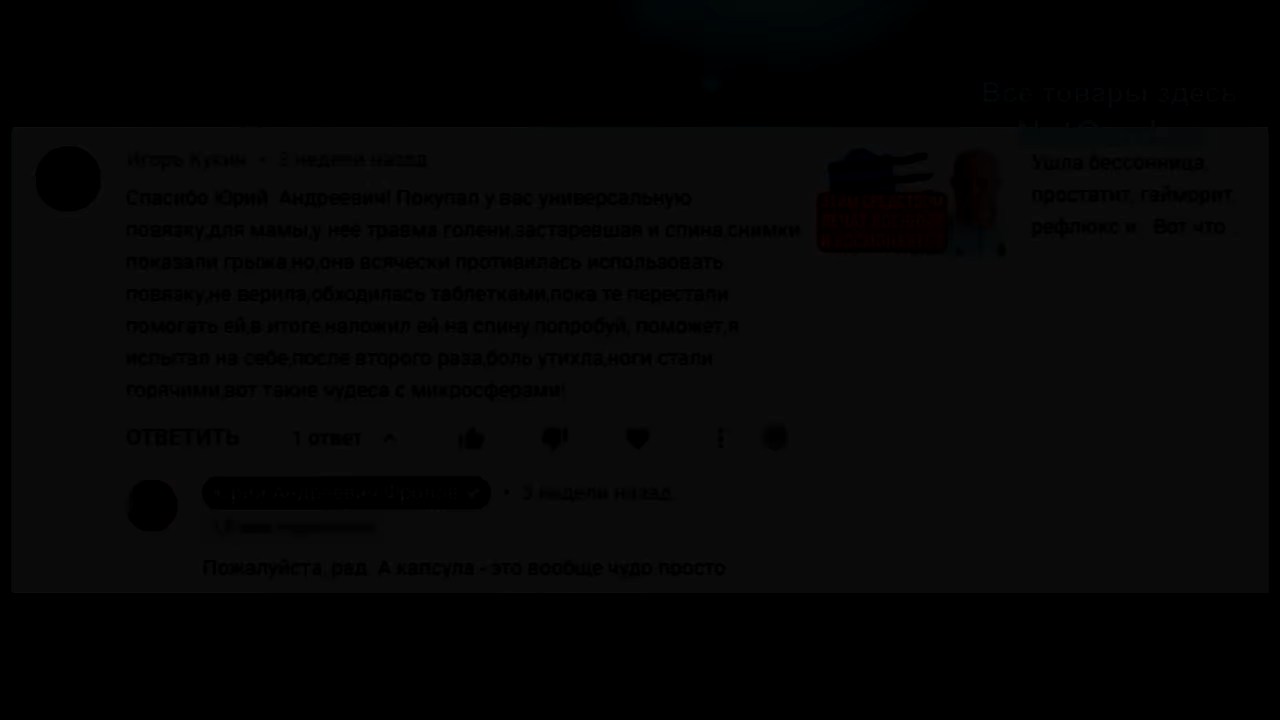 Все товары здесь
Игорь Кукин • 3 недели назад
Спасибо Юрий Андреевич! Покупал у вас универсальную
повязку,для мамы,у неё травма голени,застаревшая и спина,снимки
показали грыжа но,она всячески противилась использовать
повязку,не верила,обходилась таблетками,пока те перестали
помогать ей,в итоге наложил ей на спину попробуй, поможет,я
испытал на себе,после второго раза,боль утихла,ноги стали
горячими,вот такие чудеса с микросферами!
ОТВЕТИТЬ 1 ответ
• 3 недели назад
Пожалуйста, рад. А капсула - это вообще чудо просто
Ушла бессонница,
простатит, гайморит,
рефлюкс и.. Вот что